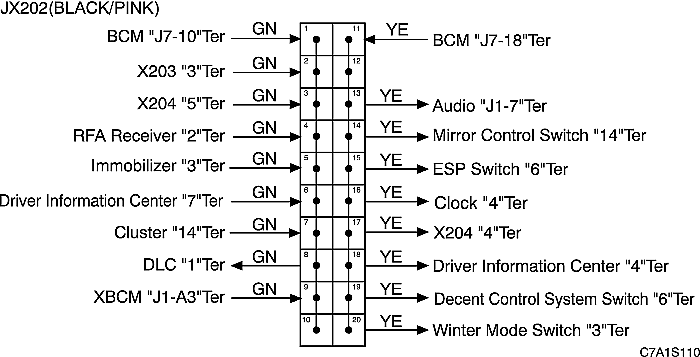 JX202(BLACK/PINK)
BCM "J7-10"Ter GN 1 11 YE BCM "J7-18"Ter
X203 "3"Ter GN 2 12
X204 "5"Ter GN 3 13 YE Audio "J1-7"Ter
RFA Receiver "2"Ter GN 4 14 YE Mirror Control Switch "14"Ter
Immobilizer "3"Ter GN 5 15 YE ESP Switch "6"Ter
Driver Information Center "7"Ter GN 6 16 YE Clock "4"Ter
Cluster "14"Ter GN 7 17 YE X204 "4"Ter
DLC "1"Ter GN 8 18 YE Driver Information Center "4"Ter
XBCM "J1-A3"Ter GN 9 19 YE Decent Control System Switch "6"Ter
10 20 YE Winter Mode Switch "3"Ter
C7A1S110